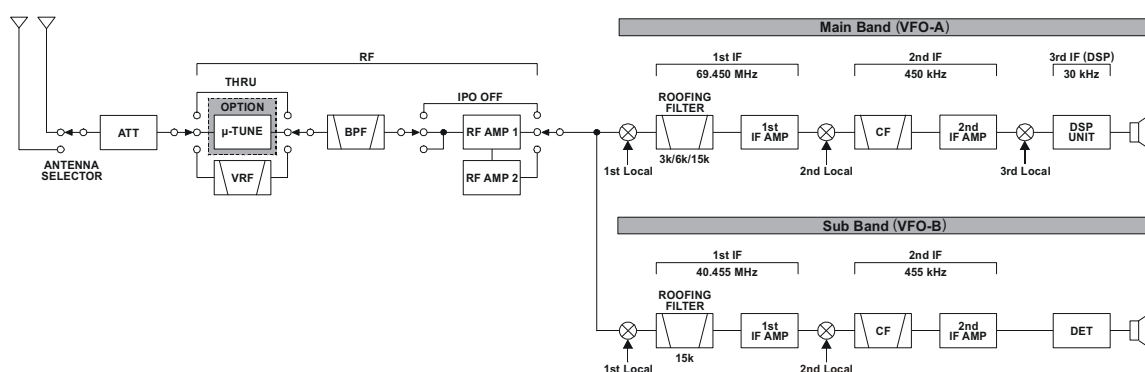 Main Band (VFO-A)
RF
1st IF
69.450 MHz
2nd IF
450 kHz
3rd IF (DSP)
30 kHz
THRU
OPTION
µ-TUNE
IPO OFF
ROOFING
FILTER
ATT
BPF
RF AMP 1
1st
IF AMP
CF
2nd
IF AMP
DSP
UNIT
3k/6k/15k
ANTENNA
SELECTOR
VRF
RF AMP 2
1st Local
2nd Local
3rd Local
Sub Band (VFO-B)
1st IF
40.455 MHz
2nd IF
455 kHz
ROOFING
FILTER
1st
IF AMP
CF
2nd
IF AMP
DET
15k
1st Local
2nd Local